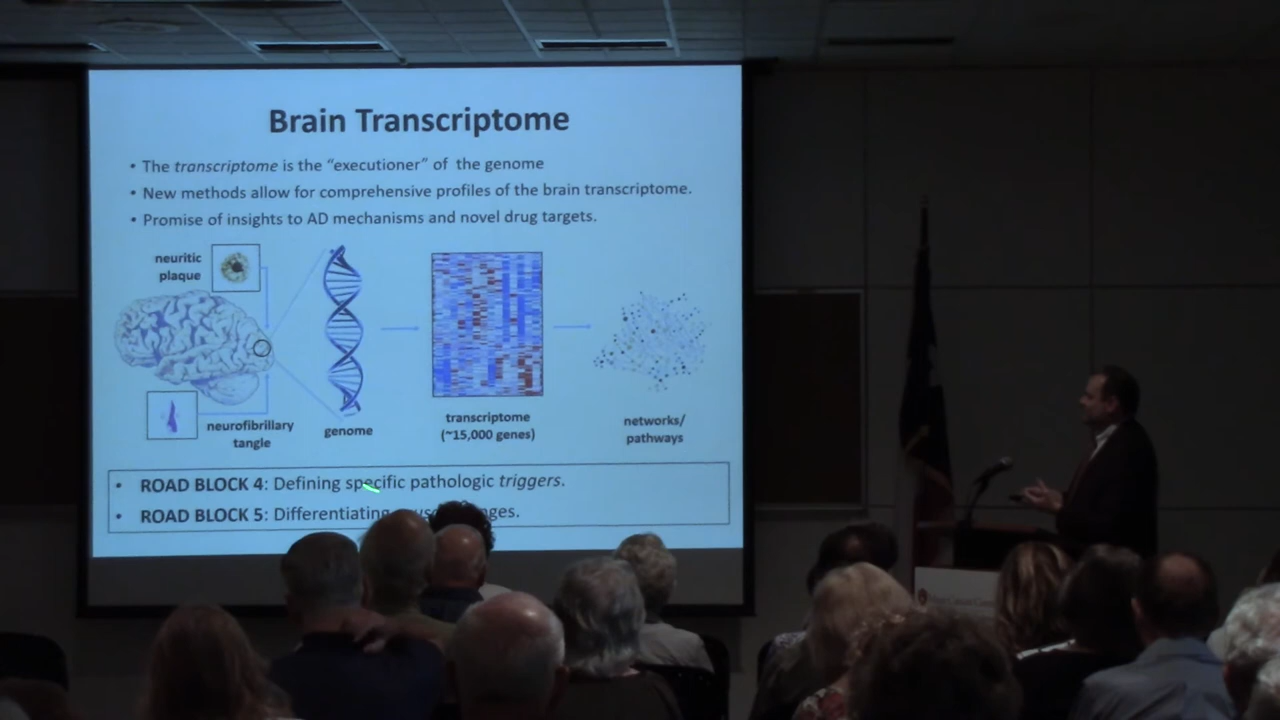 Brain Transcriptome
• The transcriptome is the “executioner” of the genome
• New methods allow for comprehensive profiles of the brain transcriptome.
• Promise of insights to AD mechanisms and novel drug targets.
neuritic
plaque
neurofibrillary
tangle
genome
transcriptome
(~15,000 genes)
networks/
pathways
• ROAD BLOCK 4: Defining specific pathologic triggers.
• ROAD BLOCK 5: Differentiating